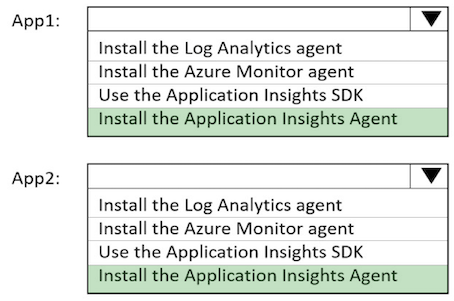 App1:
Install the Log Analytics agent
Install the Azure Monitor agent
Use the Application Insights SDK
Install the Application Insights Agent
App2:
Install the Log Analytics agent
Install the Azure Monitor agent
Use the Application Insights SDK
Install the Application Insights Agent